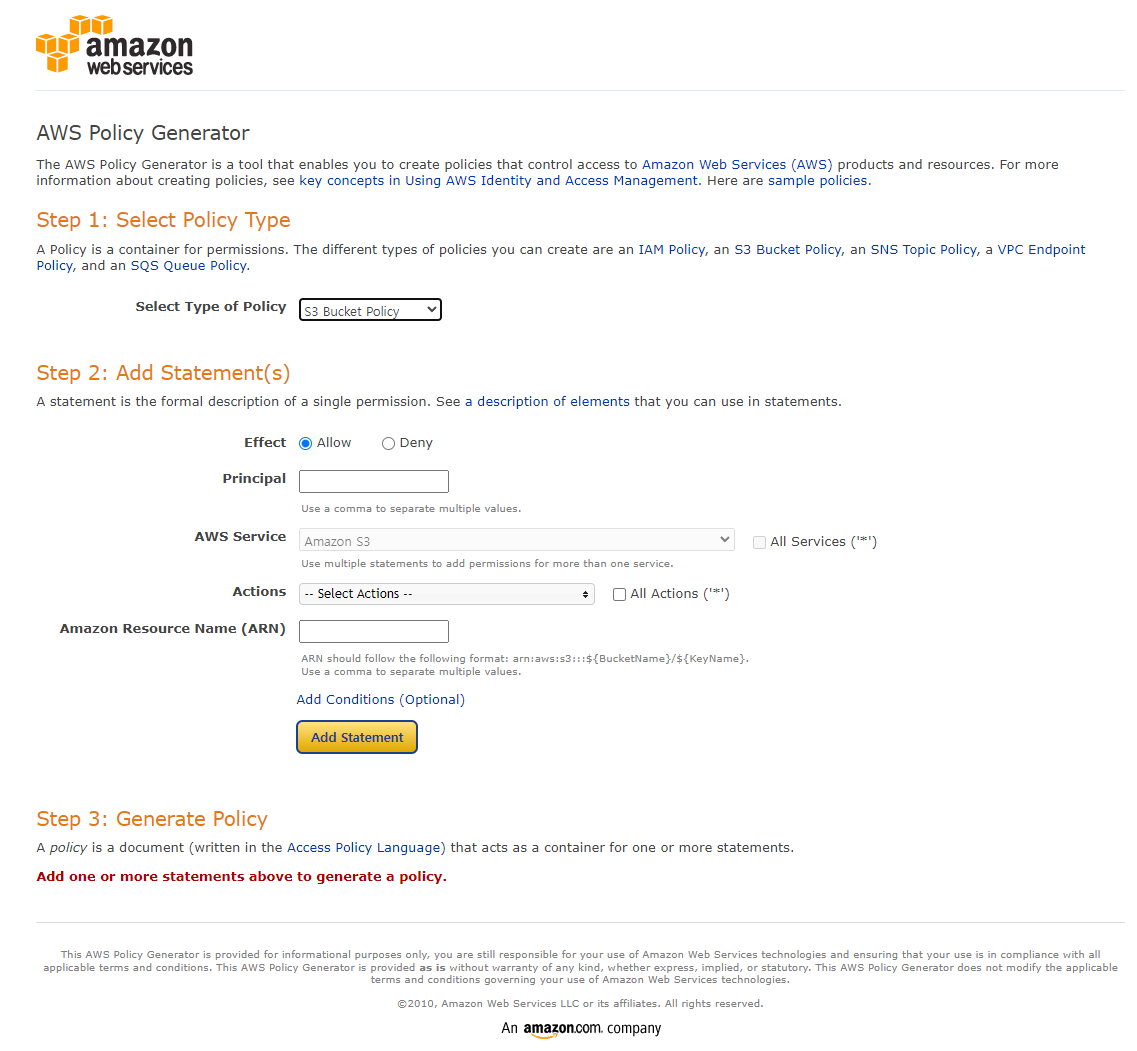 amazon
web services
AWS Policy Generator
The AWS Policy Generator is a tool that enables you to create policies that control access to Amazon Web Services (AWS) products and resources. For more
information about creating policies, see key concepts in Using AWS Identity and Access Management. Here are sample policies.
Step 1: Select Policy Type
A Policy is a container for permissions. The different types of policies you can create are an IAM Policy, an S3 Bucket Policy, an SNS Topic Policy, a VPC Endpoint
Policy, and an SQS Queue Policy.
Select Type of Policy S3 Bucket Policy
Step 2: Add Statement(s)
A statement is the formal description of a single permission. See a description of elements that you can use in statements.
Effect Allow Deny
Principal
Use a comma to separate multiple values.
AWS Service Amazon S3 All Services ('*')
Use multiple statements to add permissions for more than one service.
Actions -- Select Actions -- All Actions ('*')
Amazon Resource Name (ARN)
ARN should follow the following format: arn:aws:s3:::${BucketName}/${KeyName}.
Use a comma to separate multiple values.
Add Conditions (Optional)
Add Statement
Step 3: Generate Policy
A policy is a document (written in the Access Policy Language) that acts as a container for one or more statements.
Add one or more statements above to generate a policy.
This AWS Policy Generator is provided for informational purposes only, you are still responsible for your use of Amazon Web Services technologies and ensuring that your use is in compliance with all
applicable terms and conditions. This AWS Policy Generator is provided as is without warranty of any kind, whether express, implied, or statutory. This AWS Policy Generator does not modify the applicable
terms and conditions governing your use of Amazon Web Services technologies.
©2010, Amazon Web Services LLC or its affiliates. All rights reserved.
An amazon.com. company